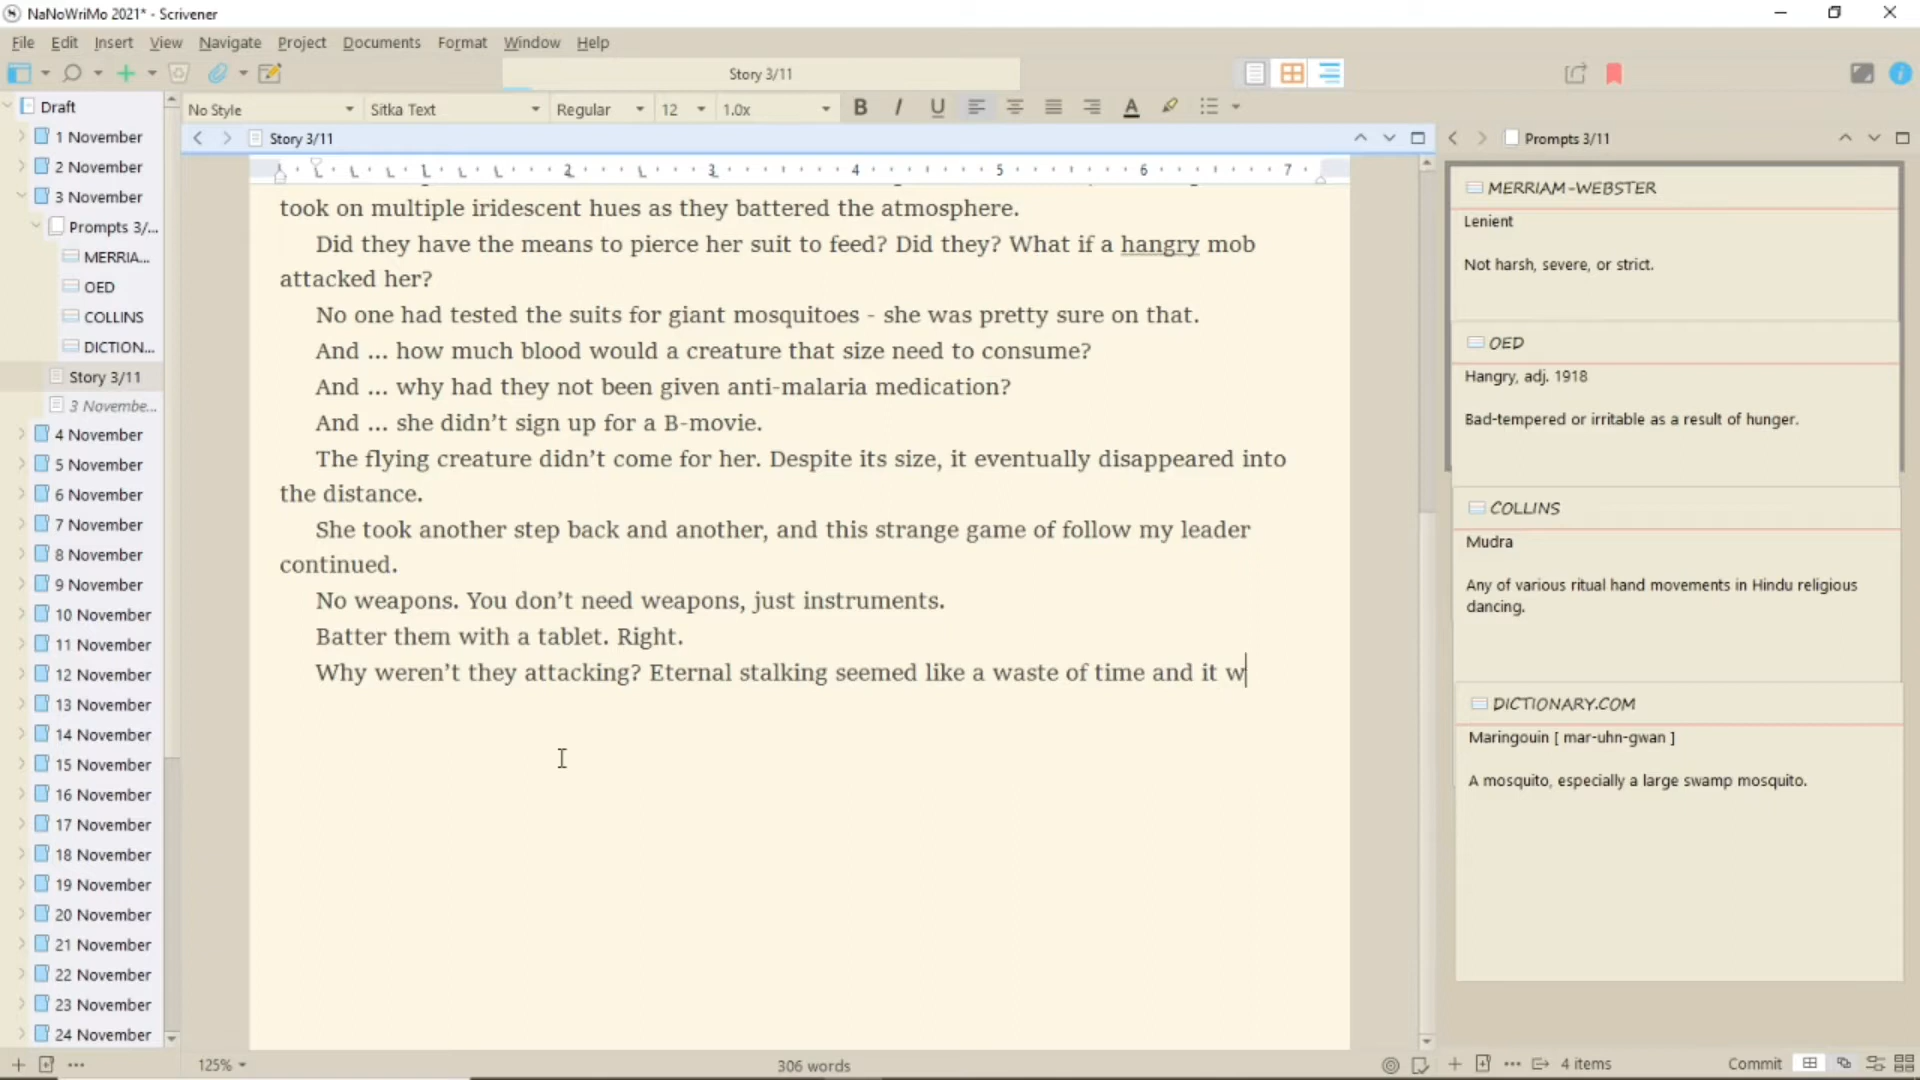 NaNoWriMo 2021* - Scrivener
File Edit Insert View Navigate Project Documents Format Window Help
Story 3/11
No Style Sitka Text Regular 12 1.0x B I U A
Draft
1 November
2 November
3 November
Prompts 3/...
MERRIA...
OED
COLLINS
DICTION...
Story 3/11
3 Novembe...
4 November
5 November
6 November
7 November
8 November
9 November
10 November
11 November
12 November
13 November
14 November
15 November
16 November
17 November
18 November
19 November
20 November
21 November
22 November
23 November
24 November
Story 3/11
1 2 3 4 5 6 7
took on multiple iridescent hues as they battered the atmosphere.
Did they have the means to pierce her suit to feed? Did they? What if a hangry mob
attacked her?
No one had tested the suits for giant mosquitoes - she was pretty sure on that.
And ... how much blood would a creature that size need to consume?
And ... why had they not been given anti-malaria medication?
And ... she didn’t sign up for a B-movie.
The flying creature didn’t come for her. Despite its size, it eventually disappeared into
the distance.
She took another step back and another, and this strange game of follow my leader
continued.
No weapons. You don’t need weapons, just instruments.
Batter them with a tablet. Right.
Why weren’t they attacking? Eternal stalking seemed like a waste of time and it w
Prompts 3/11
MERRIAM-WEBSTER
Lenient
Not harsh, severe, or strict.
OED
Hangry, adj. 1918
Bad-tempered or irritable as a result of hunger.
COLLINS
Mudra
Any of various ritual hand movements in Hindu religious
dancing.
DICTIONARY.COM
Maringouin [ mar-uhn-gwan ]
A mosquito, especially a large swamp mosquito.
125%
306 words
4 items
Commit